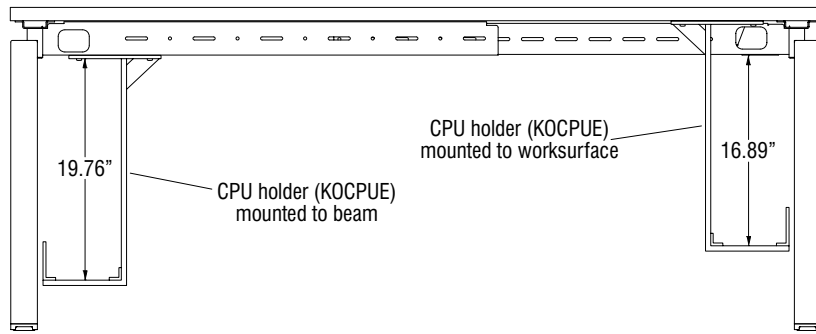 CPU holder (KOCPUE)
mounted to worksurface
16.89”
19.76”
CPU holder (KOCPUE)
mounted to beam